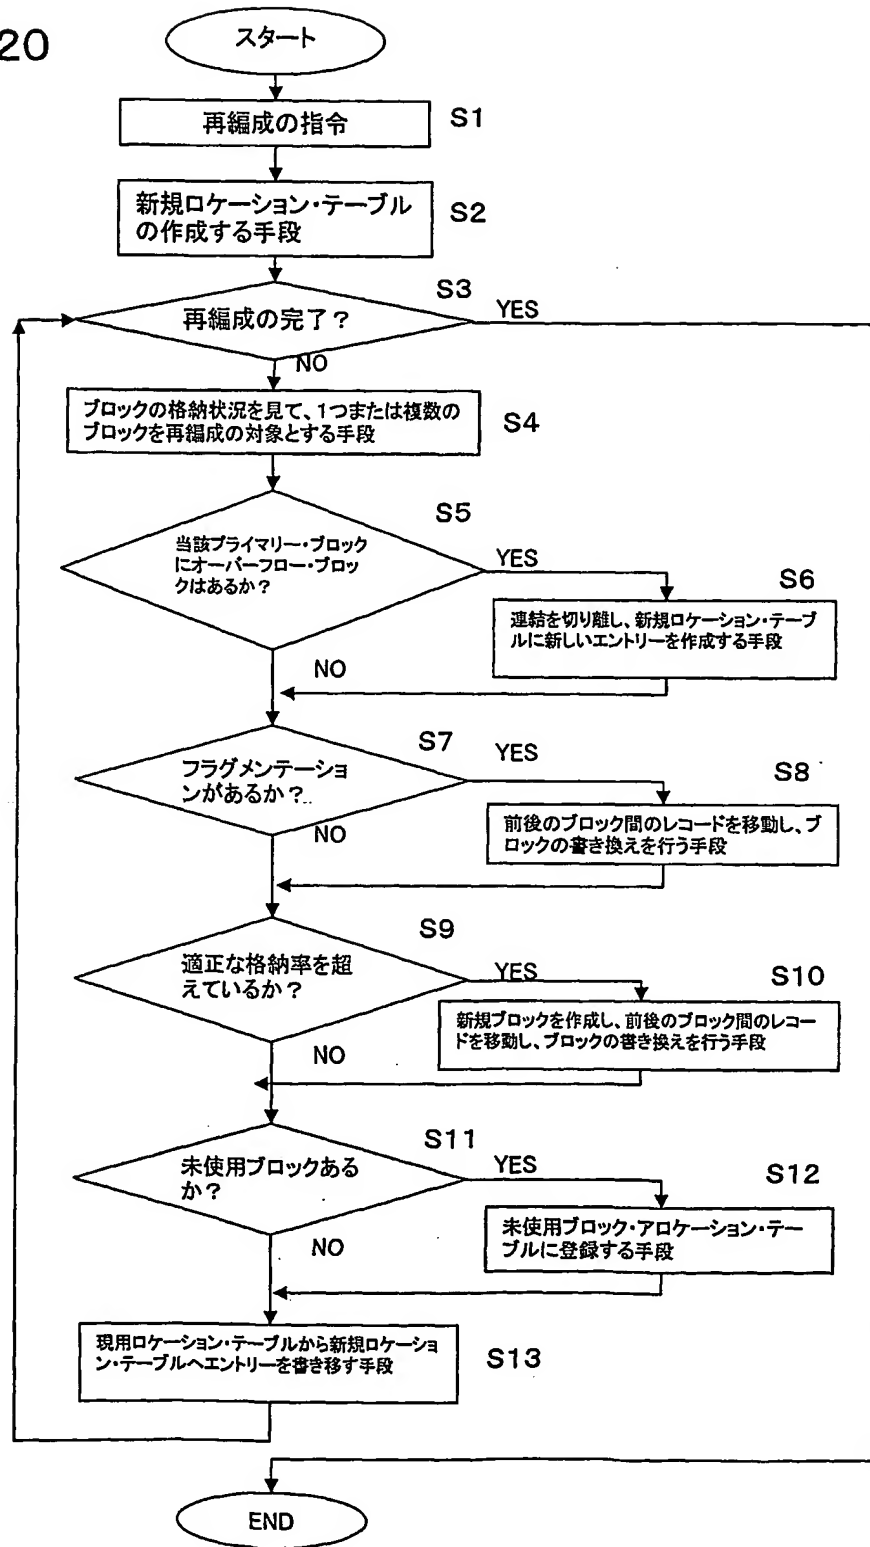 20
スタート
再編成の指令
S1
新規ロケーション・テーブル
の作成する手段
S2
S3
再編成の完了?
YES
NO
ブロックの格納状況を見て、1つまたは複数の
ブロックを再編成の対象とする手段
S4
S5
当該プライマリー・ブロック
にオーバーフロー・ブロッ
クはあるか?
YES
S6
連結を切り離し、新規ロケーション・テーブ
ルに新しいエントリーを作成する手段
NO
S7
フラグメンテーショ
ンがあるか?
YES
S8
前後のブロック間のレコードを移動し、ブ
ロックの書き換えを行う手段
NO
S9
適正な格納率を超
えているか?
YES
S10
新規ブロックを作成し、前後のブロック間のレコー
ドを移動し、ブロックの書き換えを行う手段
NO
S11
未使用ブロックある
か?
YES
S12
未使用ブロック・アロケーション・テー
ブルに登録する手段
NO
現用ロケーション・テーブルから新規ロケーショ
ン・テーブルへエントリーを書き移す手段
S13
END